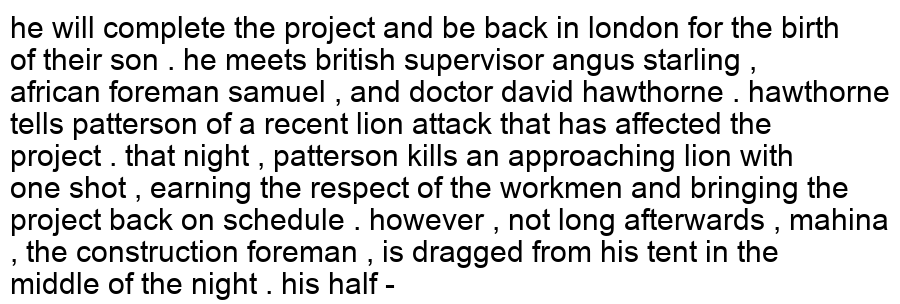 he will complete the project and be back in london for the birth
of their son . he meets british supervisor angus starling ,
african foreman samuel , and doctor david hawthorne . hawthorne
tells patterson of a recent lion attack that has affected the
project . that night , patterson kills an approaching lion with
one shot , earning the respect of the workmen and bringing the
project back on schedule . however , not long afterwards , mahina
, the construction foreman , is dragged from his tent in the
middle of the night . his half -